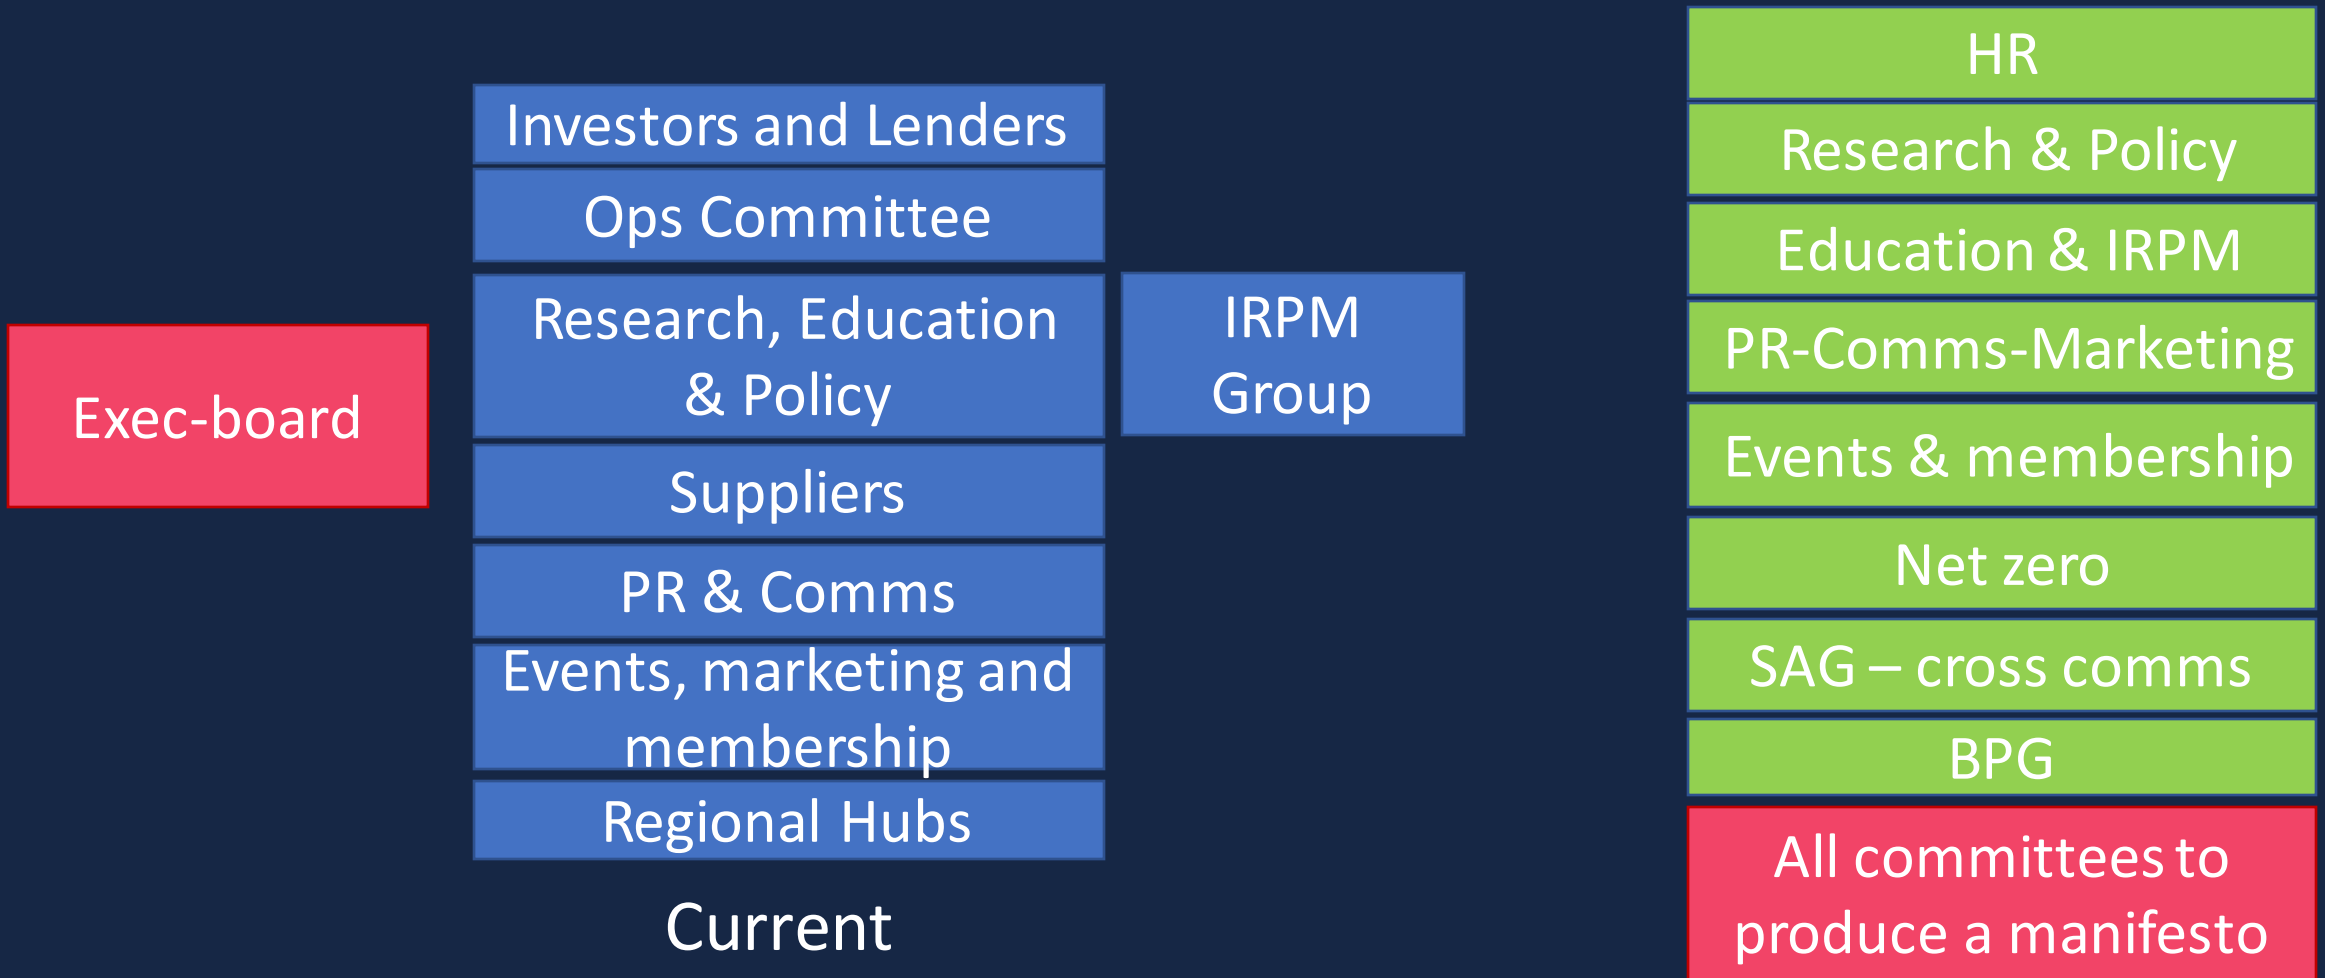 Exec-board
Investors and Lenders
Ops Committee
Research, Education
& Policy
Suppliers
PR & Comms
Events, marketing and
membership
Regional Hubs
Current
IRPM
Group
HR
Research & Policy
Education & IRPM
PR-Comms-Marketing
Events & membership
Net zero
SAG – cross comms
BPG
All committees to
produce a manifesto